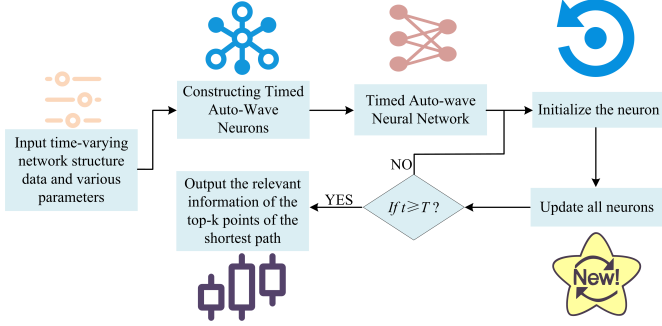 Input time-varying
network structure
data and various
parameters
Constructing Timed
Auto-Wave
Neurons
Timed Auto-wave
Neural Network
Initialize the neuron
Update all neurons
New!
If t≥T ?
NO
YES
Output the relevant
information of the
top-k points of the
shortest path